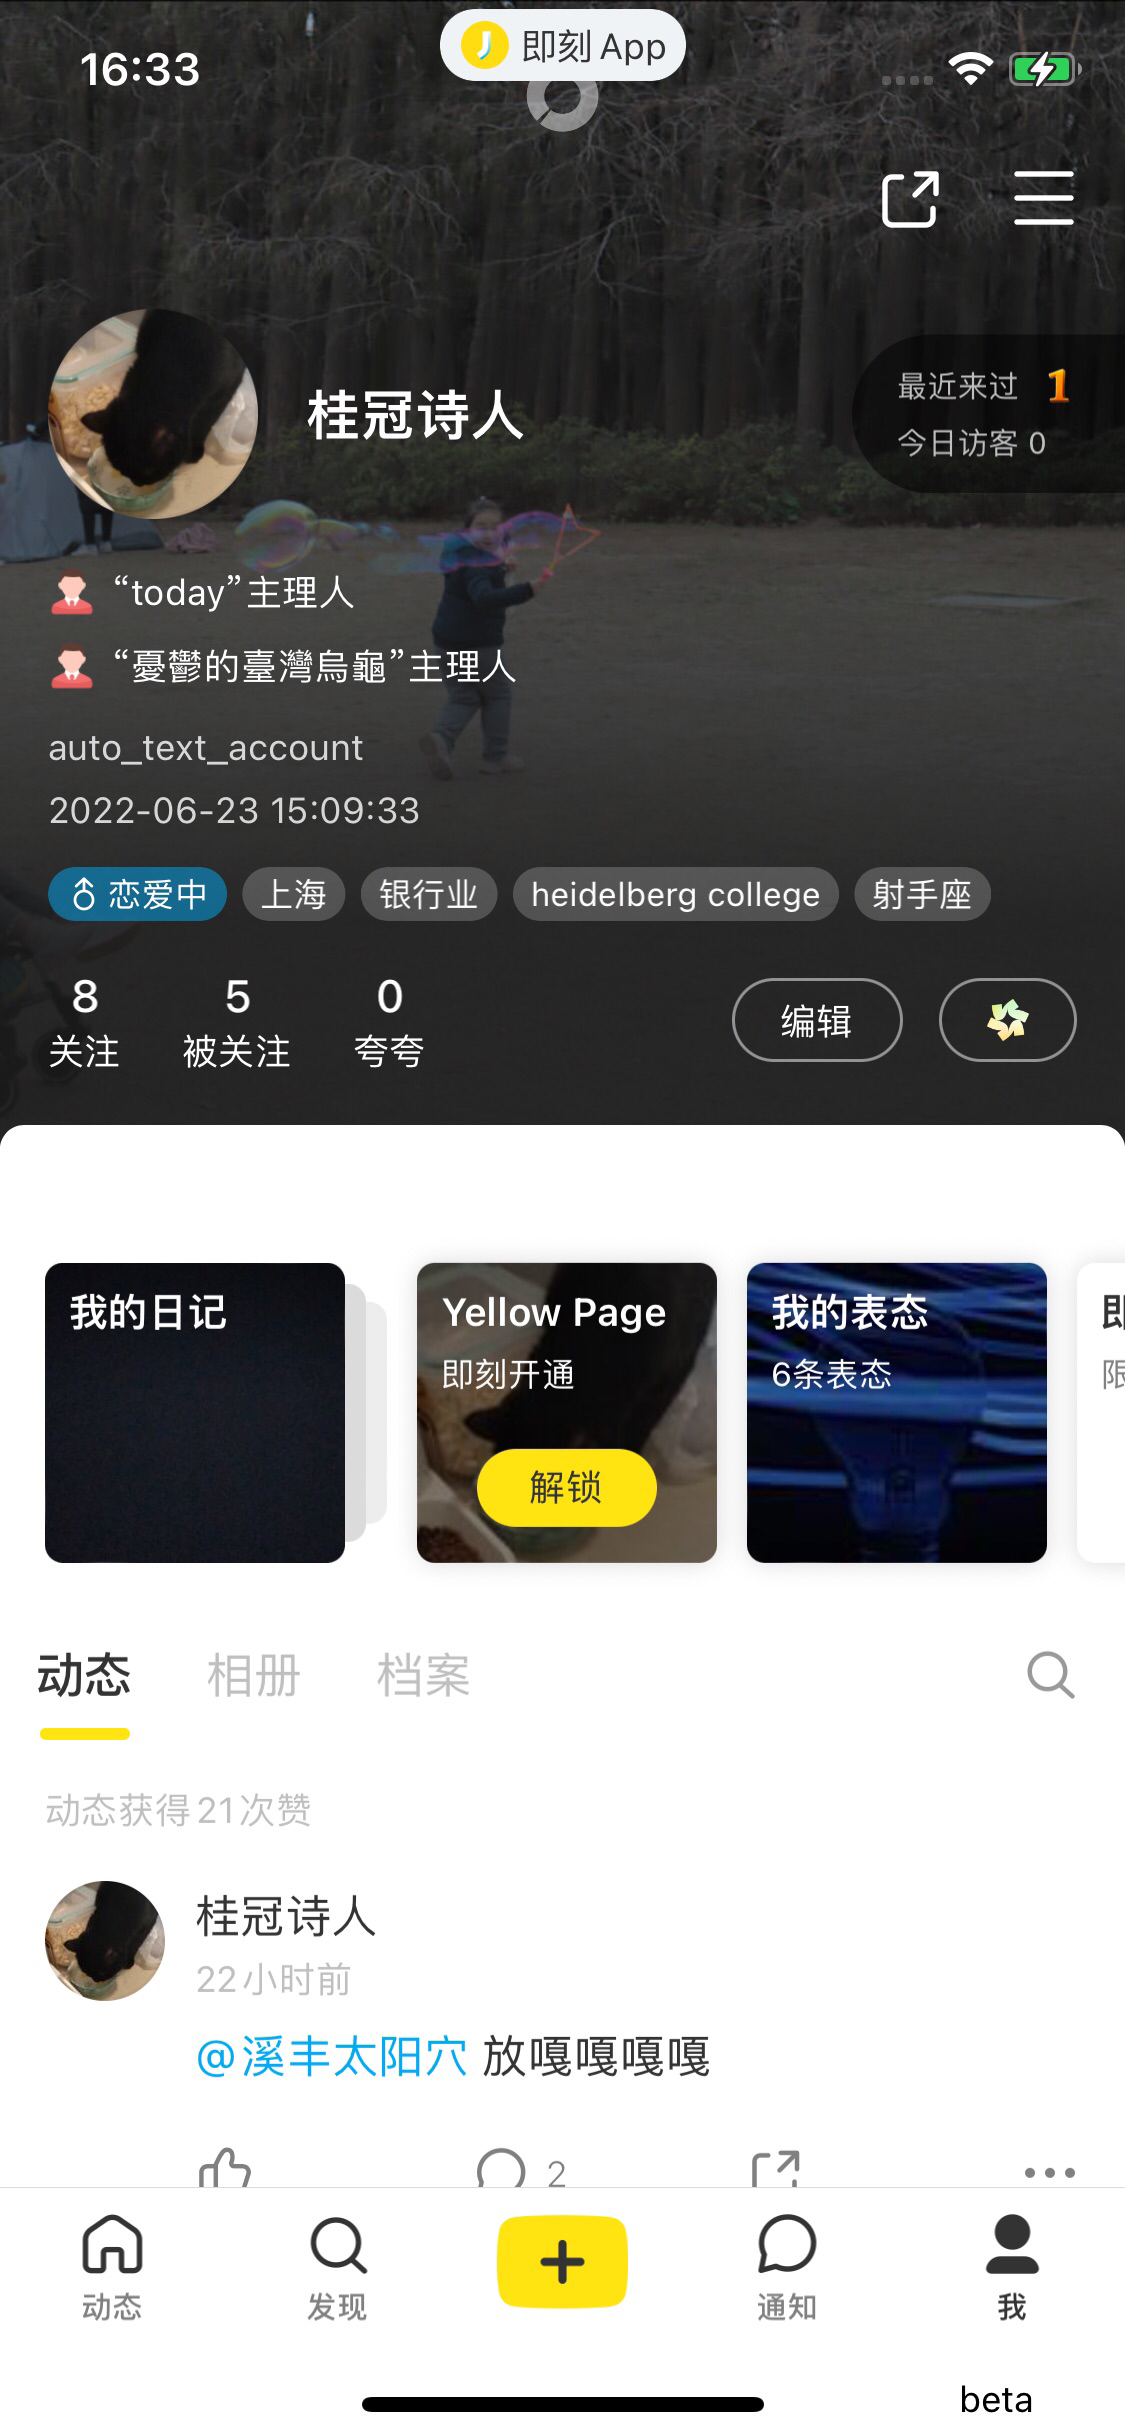 16:33
即刻 App
桂冠诗人
最近来过 1
今日访客 0
“today”主理人
“憂鬱的臺灣烏龜”主理人
auto_text_account
2022-06-23 15:09:33
恋爱中
上海
银行业
heidelberg college
射手座
8
关注
5
被关注
0
夸夸
编辑
我的日记
Yellow Page
即刻开通
解锁
我的表态
6条表态
动态
相册
档案
动态获得21次赞
桂冠诗人
22小时前
@溪丰太阳穴 放嘎嘎嘎嘎
2
动态
发现
通知
我
beta